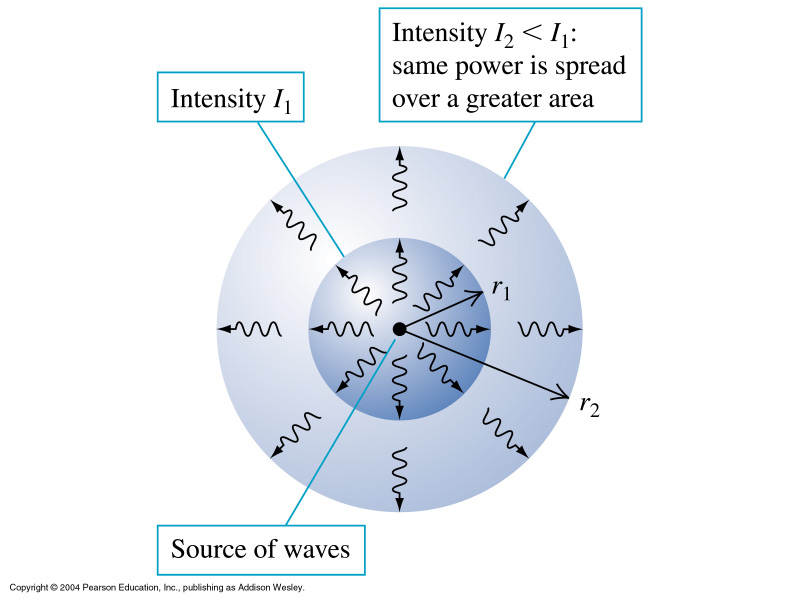 Intensity I₂ < I₁:
same power is spread
over a greater area
Intensity I₁
r₁
r₂
Source of waves
Copyright © 2004 Pearson Education, Inc., publishing as Addison Wesley.